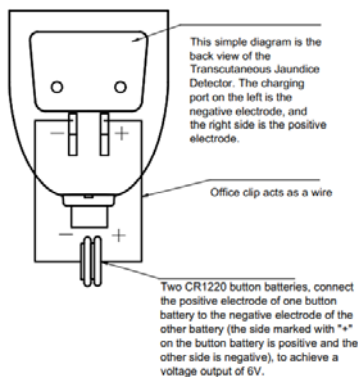 This simple diagram is the
back view of the
Transcutaneous Jaundice
Detector. The charging
port on the left is the
negative electrode, and
the right side is the positive
electrode.
− +
Office clip acts as a wire
− +
Two CR1220 button batteries, connect
the positive electrode of one button
battery to the negative electrode of the
other battery (the side marked with "+"
on the button battery is positive and the
other side is negative), to achieve a
voltage output of 6V.